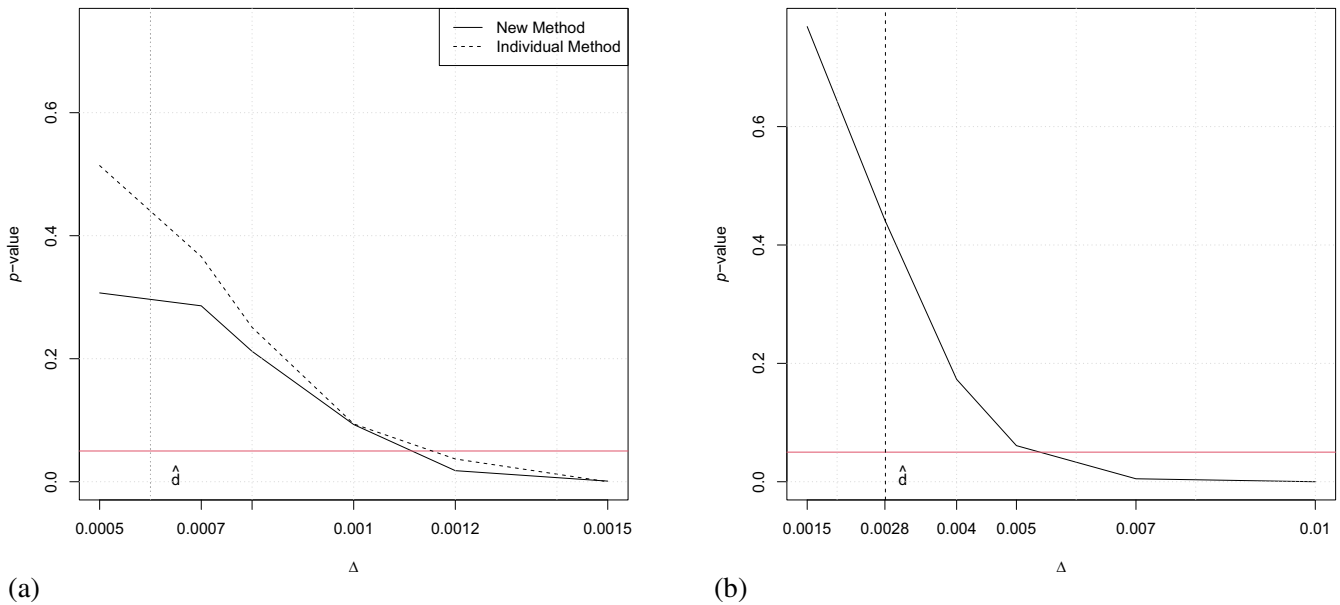 New Method
Individual Method
p−value
0.0
0.2
0.4
0.6
d̂
0.0005
0.0007
0.001
0.0012
0.0015
Δ
(a)
p−value
0.0
0.2
0.4
0.6
d̂
0.0015
0.0028
0.004
0.005
0.007
0.01
Δ
(b)